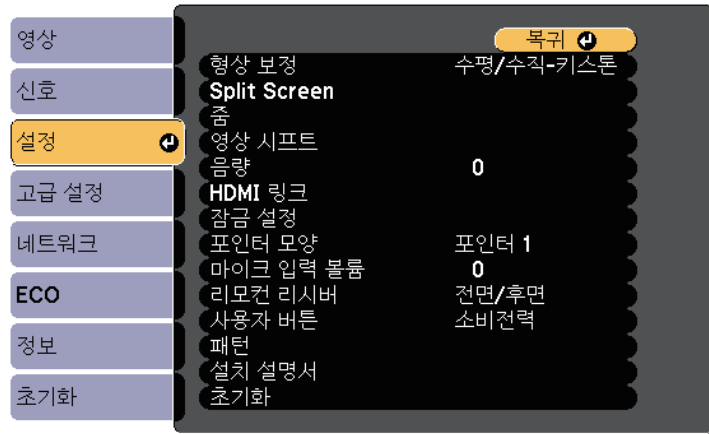 영상
신호
설정
고급 설정
네트워크
ECO
정보
초기화
복귀
형상 보정 수평/수직-키스톤
Split Screen
줌
영상 시프트
음량 0
HDMI 링크
잠금 설정
포인터 모양 포인터 1
마이크 입력 볼륨 0
리모컨 리시버 전면/후면
사용자 버튼 소비전력
패턴
설치 설명서
초기화